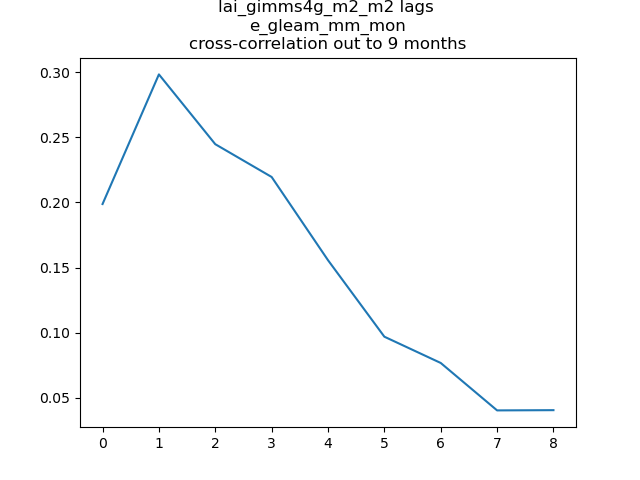 lai_gimms4g_m2_m2 lags
e_gleam_mm_mon
cross-correlation out to 9 months
0.30
0.25
0.20
0.15
0.10
0.05
0 1 2 3 4 5 6 7 8